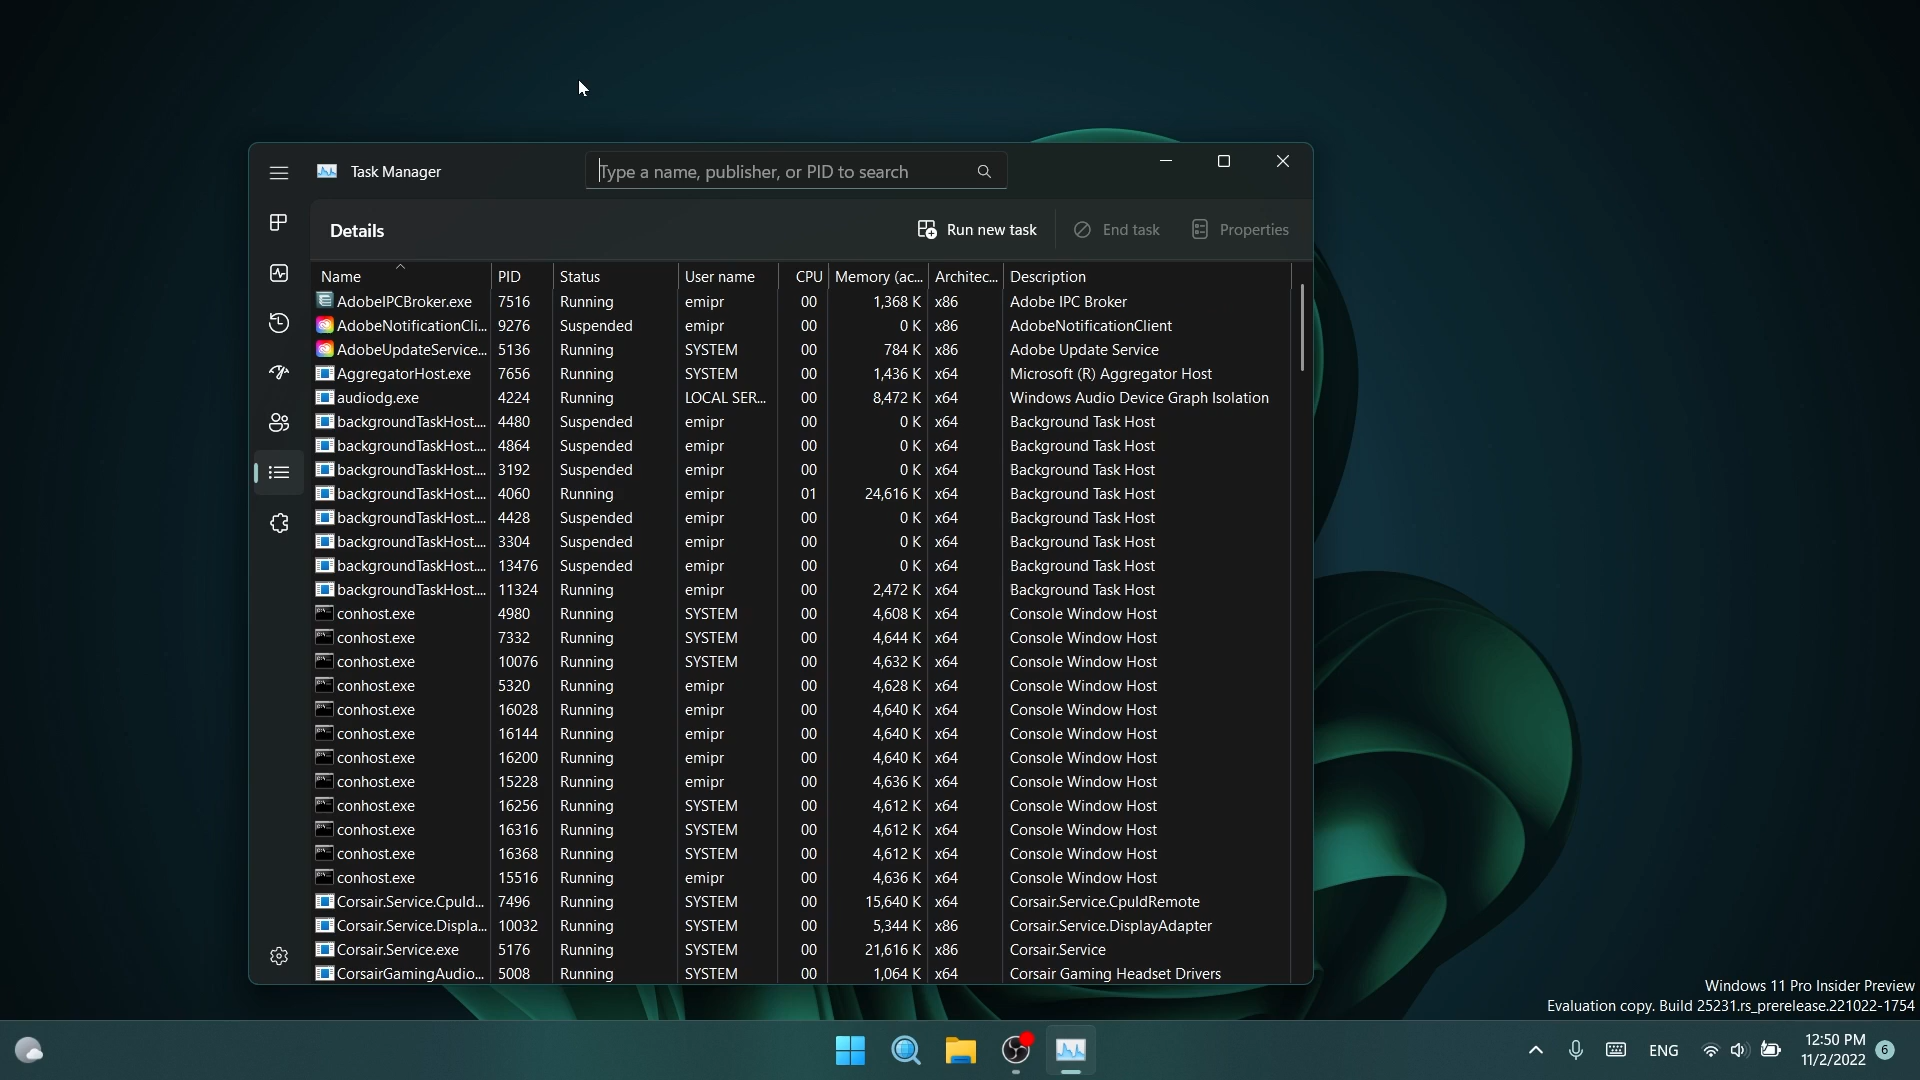 Task Manager
Type a name, publisher, or PID to search
Details
Run new task End task Properties
Name PID Status User name CPU Memory (ac... Architec... Description
AdobeIPCBroker.exe 7516 Running emipr 00 1,368 K x86 Adobe IPC Broker
AdobeNotificationCli... 9276 Suspended emipr 00 0 K x86 AdobeNotificationClient
AdobeUpdateService... 5136 Running SYSTEM 00 784 K x86 Adobe Update Service
AggregatorHost.exe 7656 Running SYSTEM 00 1,436 K x64 Microsoft (R) Aggregator Host
audiodg.exe 4224 Running LOCAL SER... 00 8,472 K x64 Windows Audio Device Graph Isolation
backgroundTaskHost.... 4480 Suspended emipr 00 0 K x64 Background Task Host
backgroundTaskHost.... 4864 Suspended emipr 00 0 K x64 Background Task Host
backgroundTaskHost.... 3192 Suspended emipr 00 0 K x64 Background Task Host
backgroundTaskHost.... 4060 Running emipr 01 24,616 K x64 Background Task Host
backgroundTaskHost.... 4428 Suspended emipr 00 0 K x64 Background Task Host
backgroundTaskHost.... 3304 Suspended emipr 00 0 K x64 Background Task Host
backgroundTaskHost.... 13476 Suspended emipr 00 0 K x64 Background Task Host
backgroundTaskHost.... 11324 Running emipr 00 2,472 K x64 Background Task Host
conhost.exe 4980 Running SYSTEM 00 4,608 K x64 Console Window Host
conhost.exe 7332 Running SYSTEM 00 4,644 K x64 Console Window Host
conhost.exe 10076 Running SYSTEM 00 4,632 K x64 Console Window Host
conhost.exe 5320 Running emipr 00 4,628 K x64 Console Window Host
conhost.exe 16028 Running emipr 00 4,640 K x64 Console Window Host
conhost.exe 16144 Running emipr 00 4,640 K x64 Console Window Host
conhost.exe 16200 Running emipr 00 4,640 K x64 Console Window Host
conhost.exe 15228 Running emipr 00 4,636 K x64 Console Window Host
conhost.exe 16256 Running SYSTEM 00 4,612 K x64 Console Window Host
conhost.exe 16316 Running SYSTEM 00 4,612 K x64 Console Window Host
conhost.exe 16368 Running SYSTEM 00 4,612 K x64 Console Window Host
conhost.exe 15516 Running emipr 00 4,636 K x64 Console Window Host
Corsair.Service.CpuId... 7496 Running SYSTEM 00 15,640 K x64 Corsair.Service.CpuIdRemote
Corsair.Service.Displa... 10032 Running SYSTEM 00 5,344 K x86 Corsair.Service.DisplayAdapter
Corsair.Service.exe 5176 Running SYSTEM 00 21,616 K x86 Corsair.Service
CorsairGamingAudio... 5008 Running SYSTEM 00 1,064 K x64 Corsair Gaming Headset Drivers
Windows 11 Pro Insider Preview
Evaluation copy. Build 25231.rs_prerelease.221022-1754
ENG
12:50 PM
11/2/2022
6